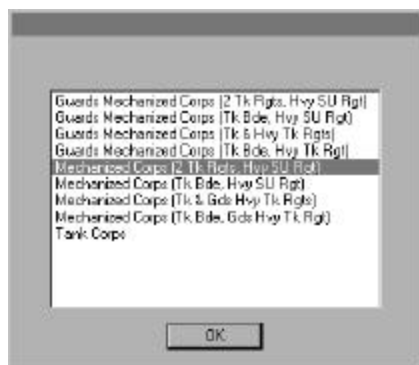 Guards Mechanized Corps (2 Tk Rgts, Hvy SU Rgt)
Guards Mechanized Corps (Tk Bde, Hvy SU Rgt)
Guards Mechanized Corps (Tk & Hvy Tk Rgts)
Guards Mechanized Corps (Tk Bde, Hvy Tk Rgt)
Mechanized Corps (2 Tk Rgts, Hvy SU Rgt)
Mechanized Corps (Tk Bde, Hvy SU Rgt)
Mechanized Corps (Tk & Gds Hvy Tk Rgts)
Mechanized Corps (Tk Bde, Gds Hvy Tk Rgt)
Tank Corps
OK